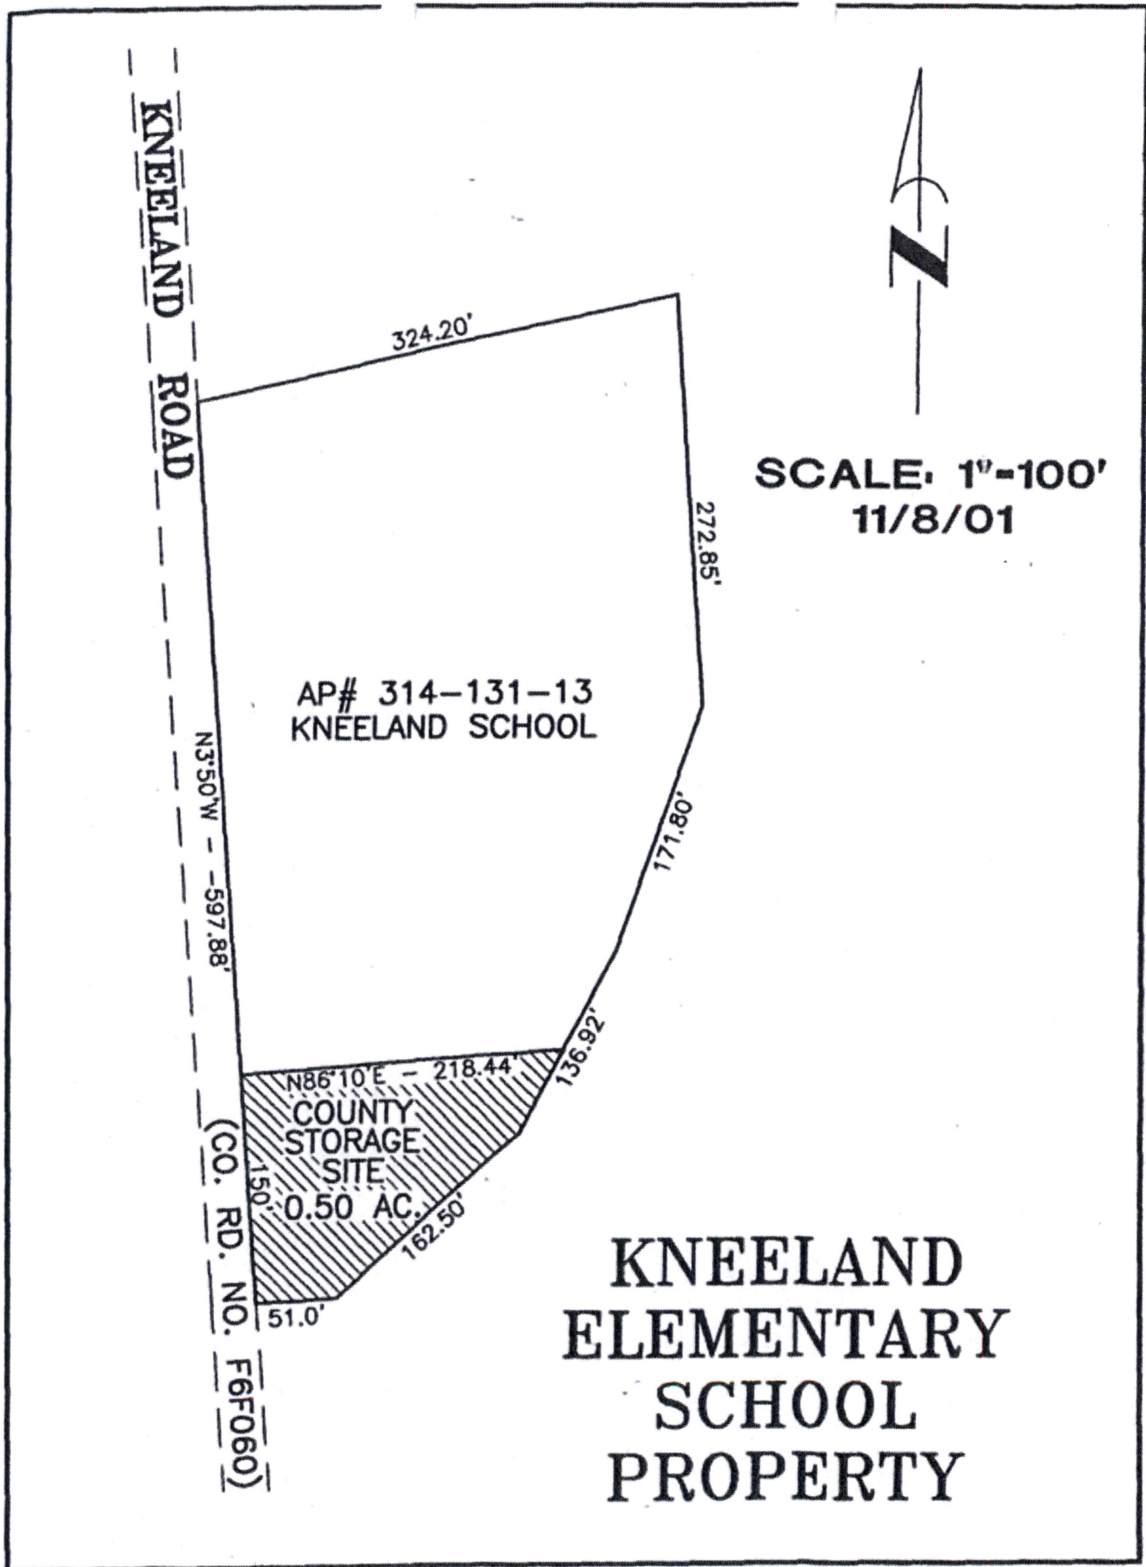 KNEELAND ROAD
324.20'
N
SCALE: 1"=100'
11/8/01
272.85'
AP# 314-131-13
KNEELAND SCHOOL
N3°50'W - -597.88'
171.80'
136.92'
N86°10'E - 218.44'
COUNTY
STORAGE
SITE
0.50 AC.
150'
162.50'
51.0'
(CO. RD. NO. F6F060)
KNEELAND
ELEMENTARY
SCHOOL
PROPERTY